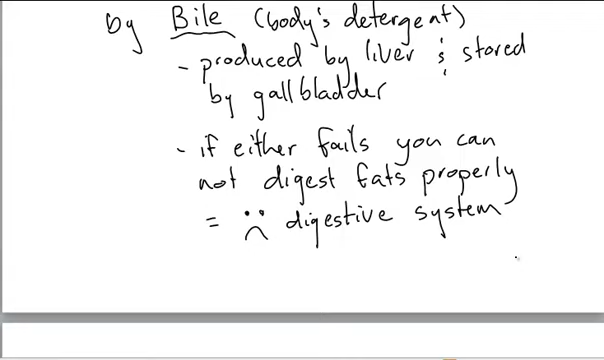 by Bile (body's detergent)
- produced by liver & stored
by gallbladder
- if either fails you can
not digest fats properly
= :( digestive system